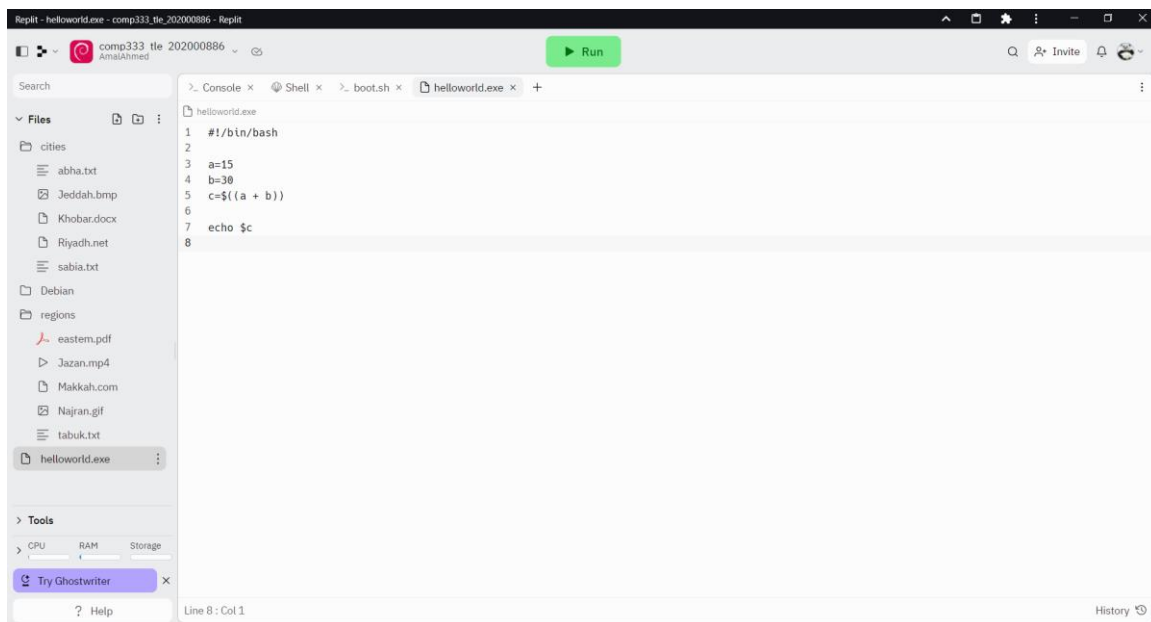 Replit - helloworld.exe - comp333_tle_202000886 - Replit
comp333 tle 202000886
AmalAhmed
Run
Invite
Search
Console
Shell
boot.sh
helloworld.exe
Files
helloworld.exe
cities
abha.txt
Jeddah.bmp
Khobar.docx
Riyadh.net
sabia.txt
Debian
regions
eastem.pdf
Jazan.mp4
Makkah.com
Najran.gif
tabuk.txt
helloworld.exe
1 #!/bin/bash
2
3 a=15
4 b=30
5 c=$((a + b))
6
7 echo $c
8
Tools
CPU RAM Storage
Try Ghostwriter
? Help
Line 8 : Col 1
History